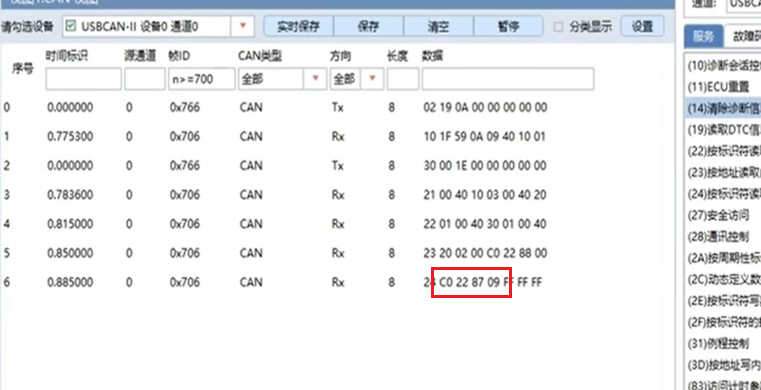 通道: USBC
请勾选设备 USBCAN-II 设备0 通道0 实时保存 保存 清空 暂停 分类显示 设置
服务 故障码
序号 时间标识 源通道 帧ID CAN类型 方向 长度 数据
n>=700 全部 全部
0 0.000000 0 0x766 CAN Tx 8 02 19 0A 00 00 00 00 00
1 0.775300 0 0x706 CAN Rx 8 10 1F 59 0A 09 40 10 01
2 0.000000 0 0x766 CAN Tx 8 30 00 1E 00 00 00 00 00
3 0.783600 0 0x706 CAN Rx 8 21 00 40 10 03 00 40 20
4 0.815000 0 0x706 CAN Rx 8 22 01 00 40 30 01 00 40
5 0.850000 0 0x706 CAN Rx 8 23 20 02 00 C0 22 88 00
6 0.885000 0 0x706 CAN Rx 8 24 C0 22 87 09 FF FF FF
(10)诊断会话控
(11)ECU重置
(14)清除诊断信
(19)读取DTC信
(22)按标识符读
(23)按地址读取
(24)按标识符读
(27)安全访问
(28)通讯控制
(2A)按周期性标
(2C)动态定义数
(2E)按标识符写
(2F)按标识符的
(31)例程控制
(3D)按地址写内
(83)访问计时参